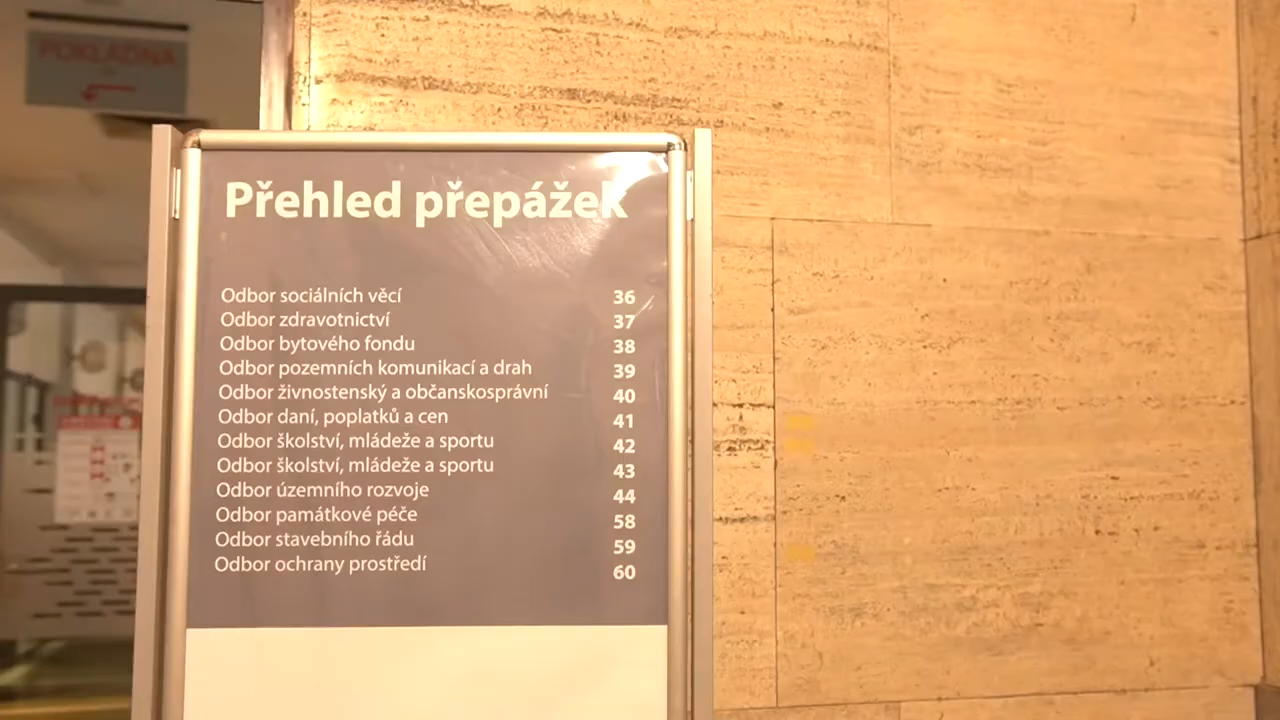 POKLADNA
Přehled přepážek
Odbor sociálních věcí 36
Odbor zdravotnictví 37
Odbor bytového fondu 38
Odbor pozemních komunikací a drah 39
Odbor živnostenský a občanskosprávní 40
Odbor daní, poplatků a cen 41
Odbor školství, mládeže a sportu 42
Odbor školství, mládeže a sportu 43
Odbor územního rozvoje 44
Odbor památkové péče 58
Odbor stavebního řádu 59
Odbor ochrany prostředí 60